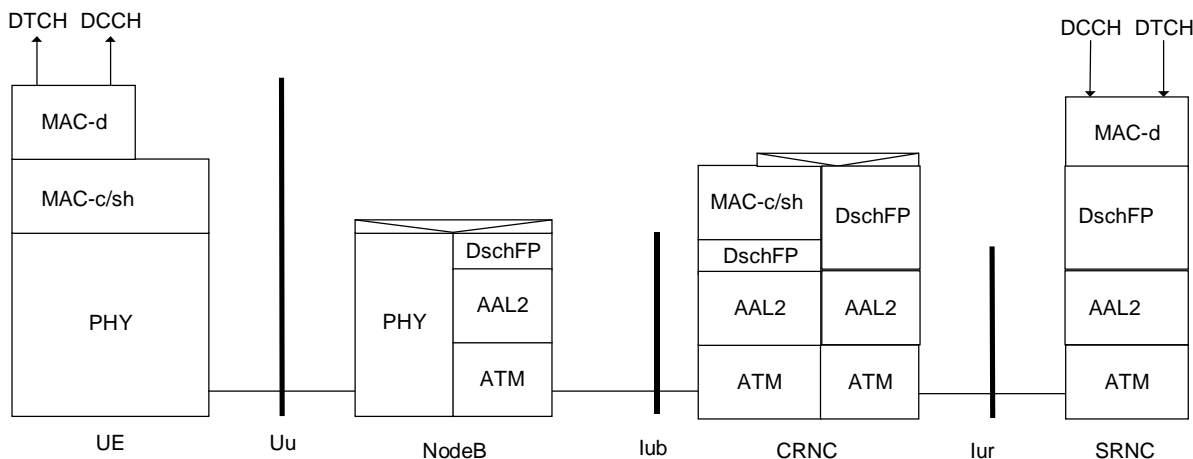 DTCH DCCH
DCCH DTCH
MAC-d
MAC-c/sh
PHY
PHY
DschFP
AAL2
ATM
MAC-c/sh
DschFP
AAL2
ATM
DschFP
AAL2
ATM
MAC-d
DschFP
AAL2
ATM
UE
Uu
NodeB
Iub
CRNC
Iur
SRNC